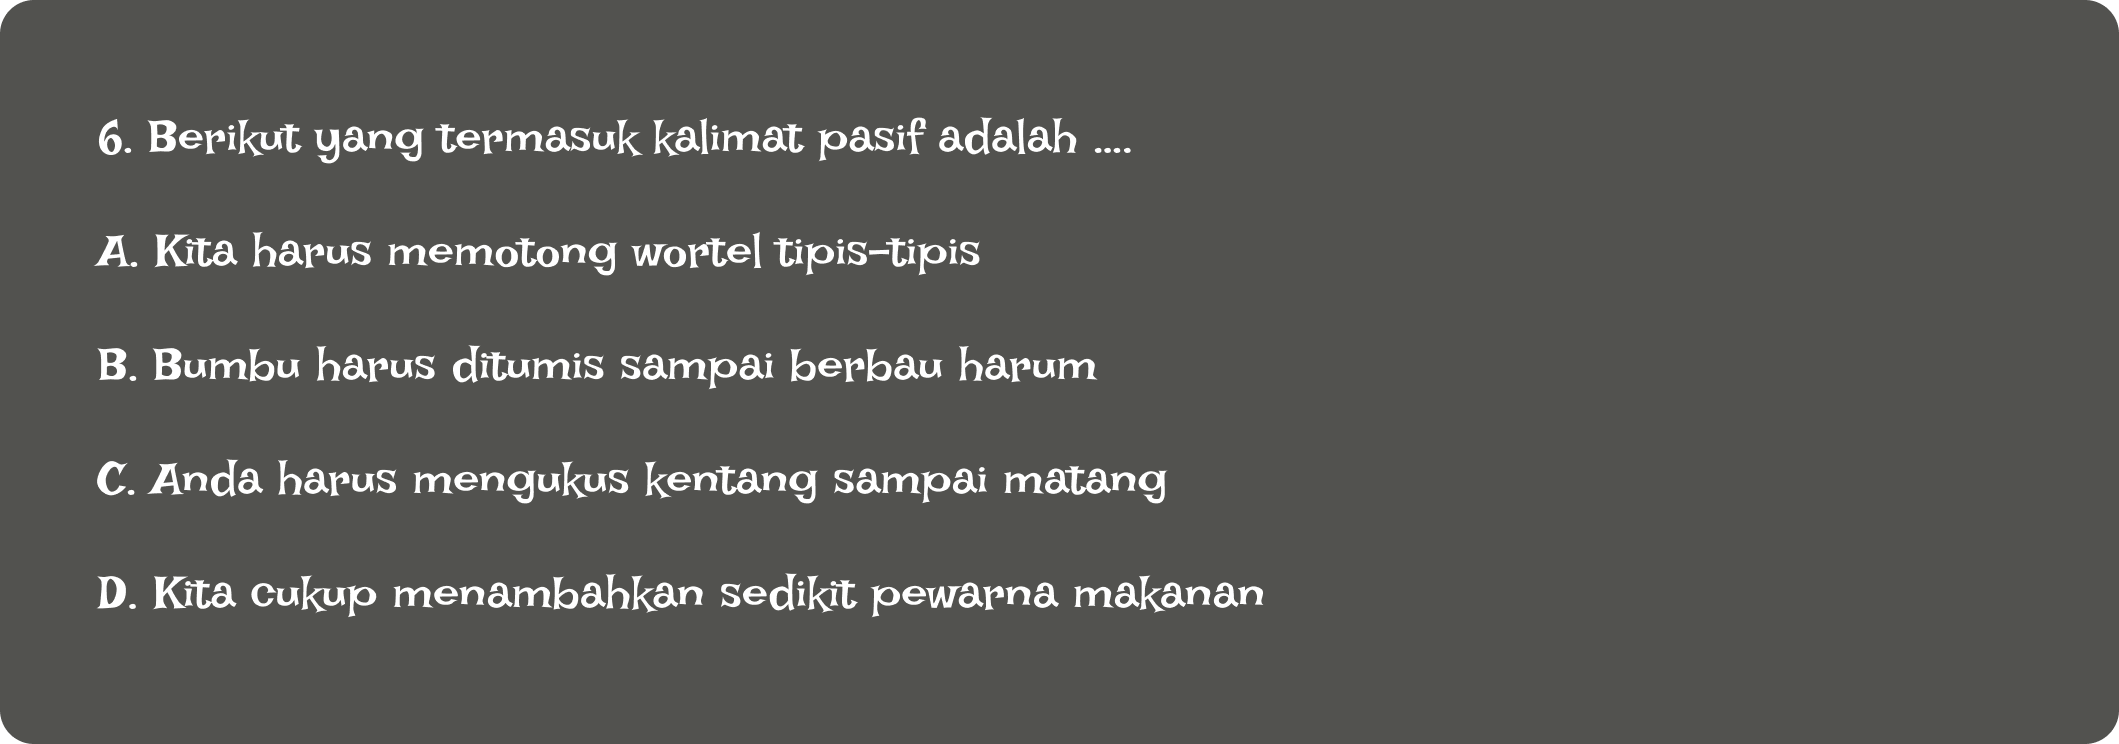 6. Berikut yang termasuk kalimat pasif adalah ....
A. Kita harus memotong wortel tipis-tipis
B. Bumbu harus ditumis sampai berbau harum
C. Anda harus mengukus kentang sampai matang
D. Kita cukup menambahkan sedikit pewarna makanan